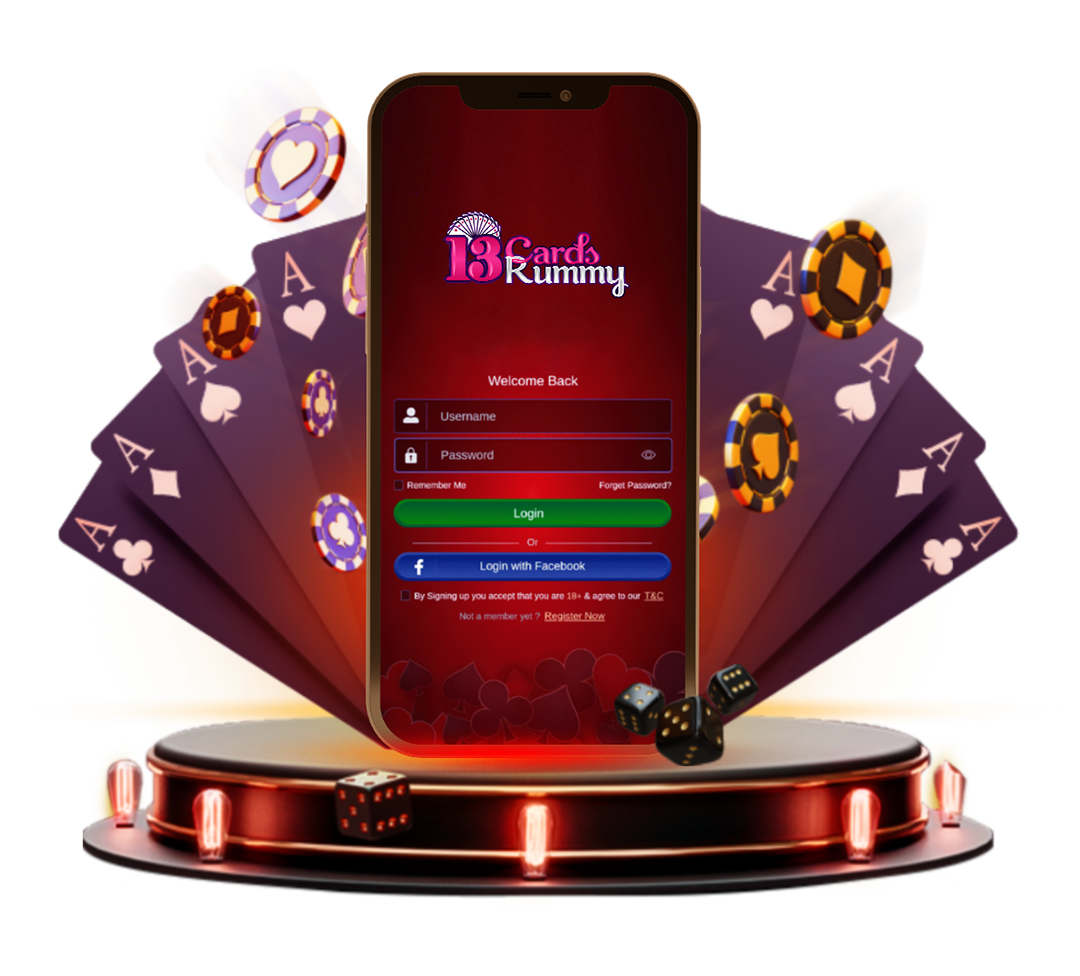 A
A
A
A
A
A
A
A
13 Cards
Rummy
Welcome Back
Username
Password
Remember Me
Forget Password?
Login
Or
f
Login with Facebook
By Signing up you accept that you are 18+ & agree to our T&C
Not a member yet ? Register Now